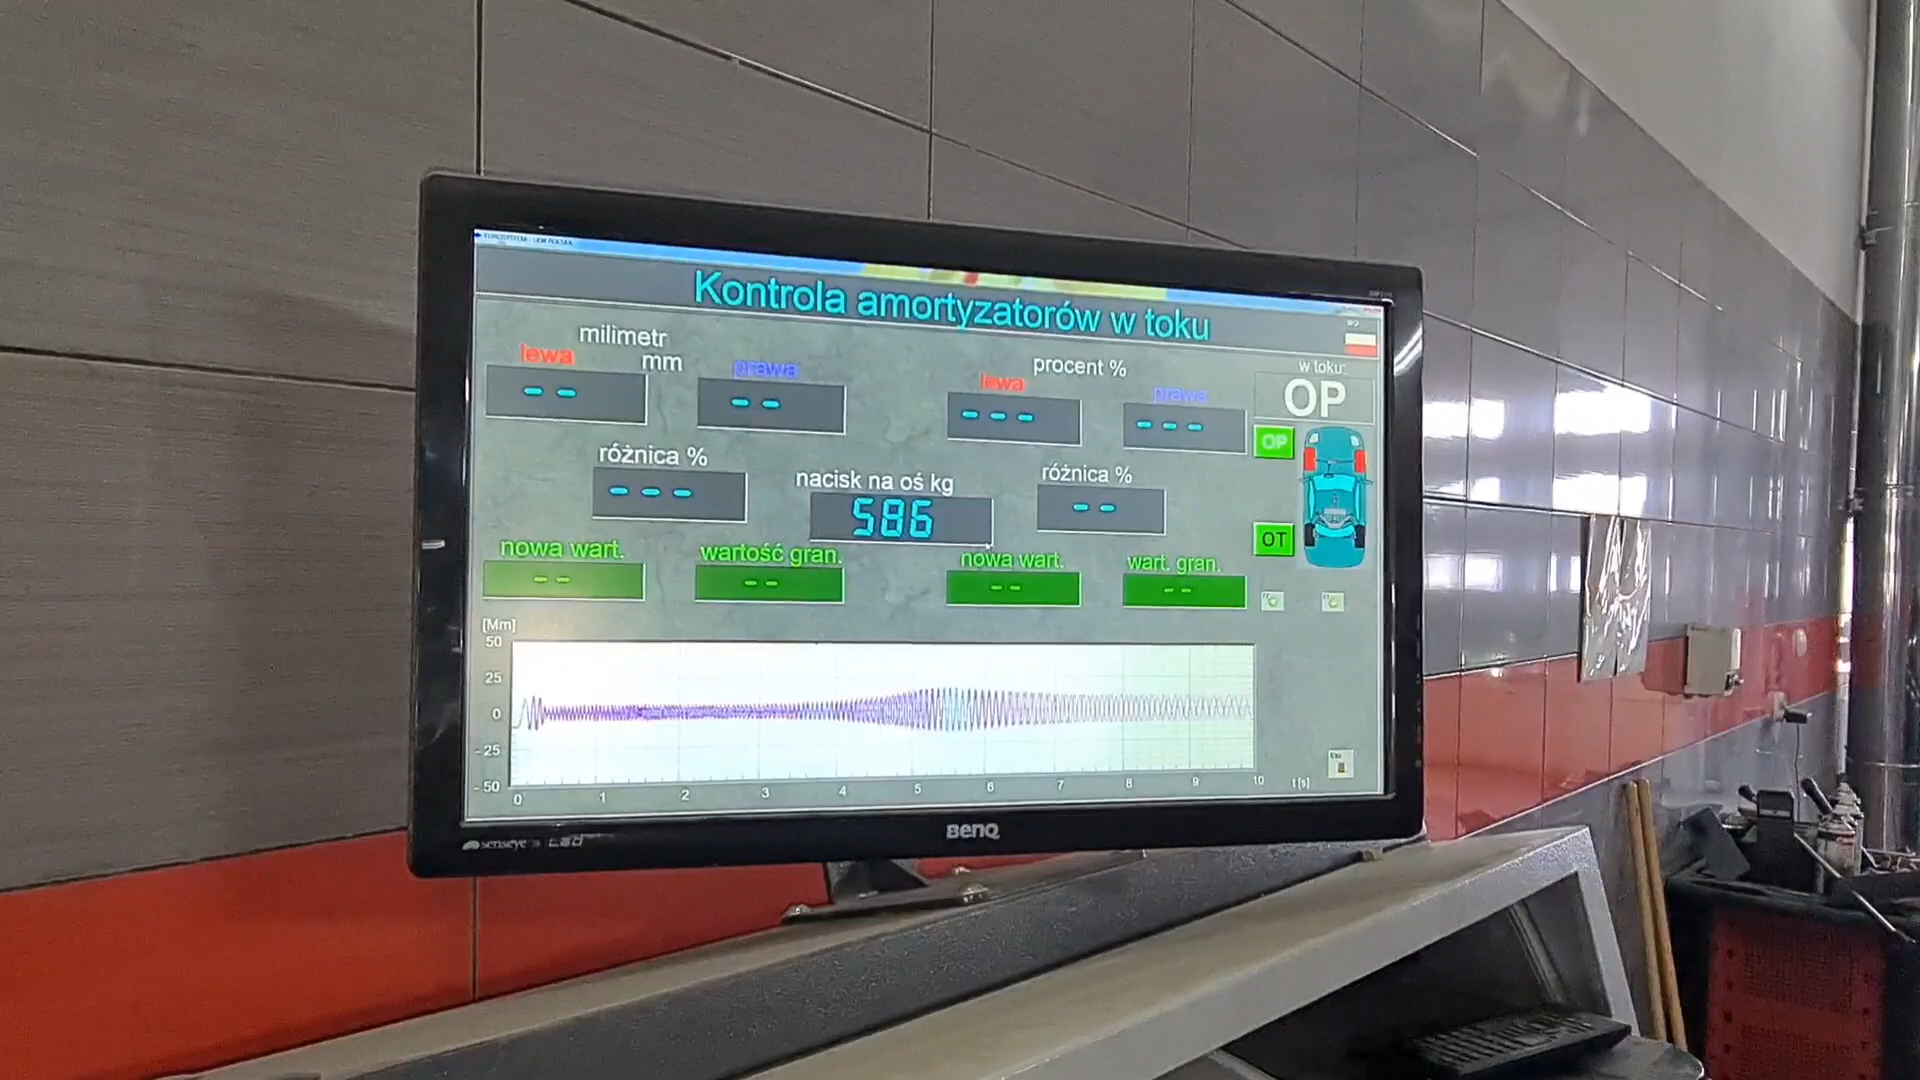 Kontrola amortyzatorów w toku
milimetr
mm
lewa
prawa
procent %
lewa
prawa
w toku:
OP
-- -- --- ---
OP
różnica %
nacisk na oś kg
różnica %
--- 586 --
OT
nowa wart.
wartość gran.
nowa wart.
wart. gran.
-- -- -- --
[Mm]
50
25
0
-25
-50
0 1 2 3 4 5 6 7 8 9 10 t[s]
BenQ
senseye
LED